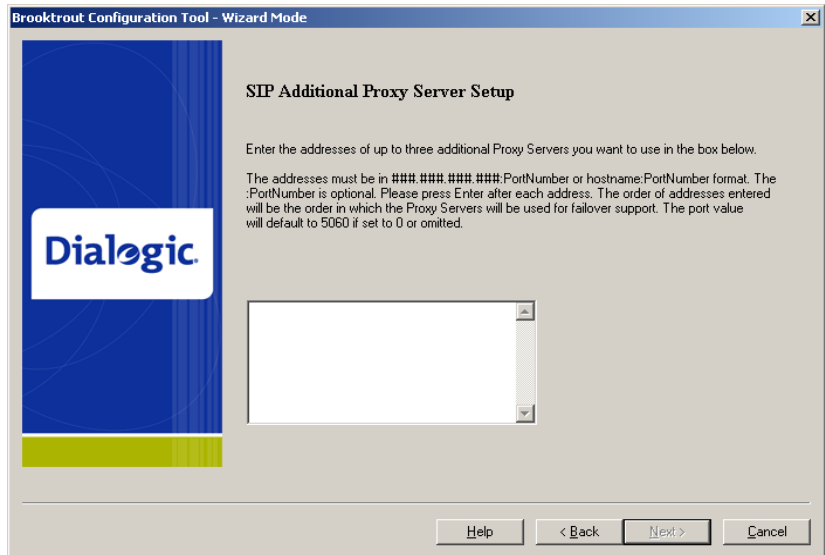 Brooktrout Configuration Tool - Wizard Mode
SIP Additional Proxy Server Setup
Enter the addresses of up to three additional Proxy Servers you want to use in the box below.
The addresses must be in ###.###.###.###:PortNumber or hostname:PortNumber format. The
:PortNumber is optional. Please press Enter after each address. The order of addresses entered
will be the order in which the Proxy Servers will be used for failover support. The port value
will default to 5060 if set to 0 or omitted.
Dialogic.
Help
< Back
Next >
Cancel